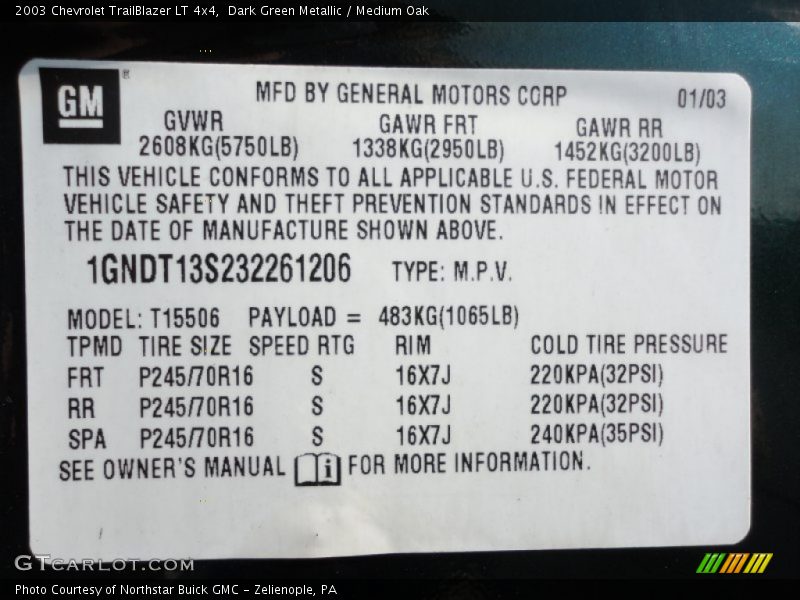 2003 Chevrolet TrailBlazer LT 4x4,  Dark Green Metallic / Medium Oak
GM ®
MFD BY GENERAL MOTORS CORP 01/03
GVWR GAWR FRT GAWR RR
2608KG(5750LB) 1338KG(2950LB) 1452KG(3200LB)
THIS VEHICLE CONFORMS TO ALL APPLICABLE U.S. FEDERAL MOTOR
VEHICLE SAFETY AND THEFT PREVENTION STANDARDS IN EFFECT ON
THE DATE OF MANUFACTURE SHOWN ABOVE.
1GNDT13S232261206 TYPE: M.P.V.
MODEL: T15506 PAYLOAD = 483KG(1065LB)
TPMD TIRE SIZE SPEED RTG RIM COLD TIRE PRESSURE
FRT P245/70R16 S 16X7J 220KPA(32PSI)
RR P245/70R16 S 16X7J 220KPA(32PSI)
SPA P245/70R16 S 16X7J 240KPA(35PSI)
SEE OWNER'S MANUAL i FOR MORE INFORMATION.
GTCARLOT.COM
Photo Courtesy of Northstar Buick GMC - Zelienople, PA